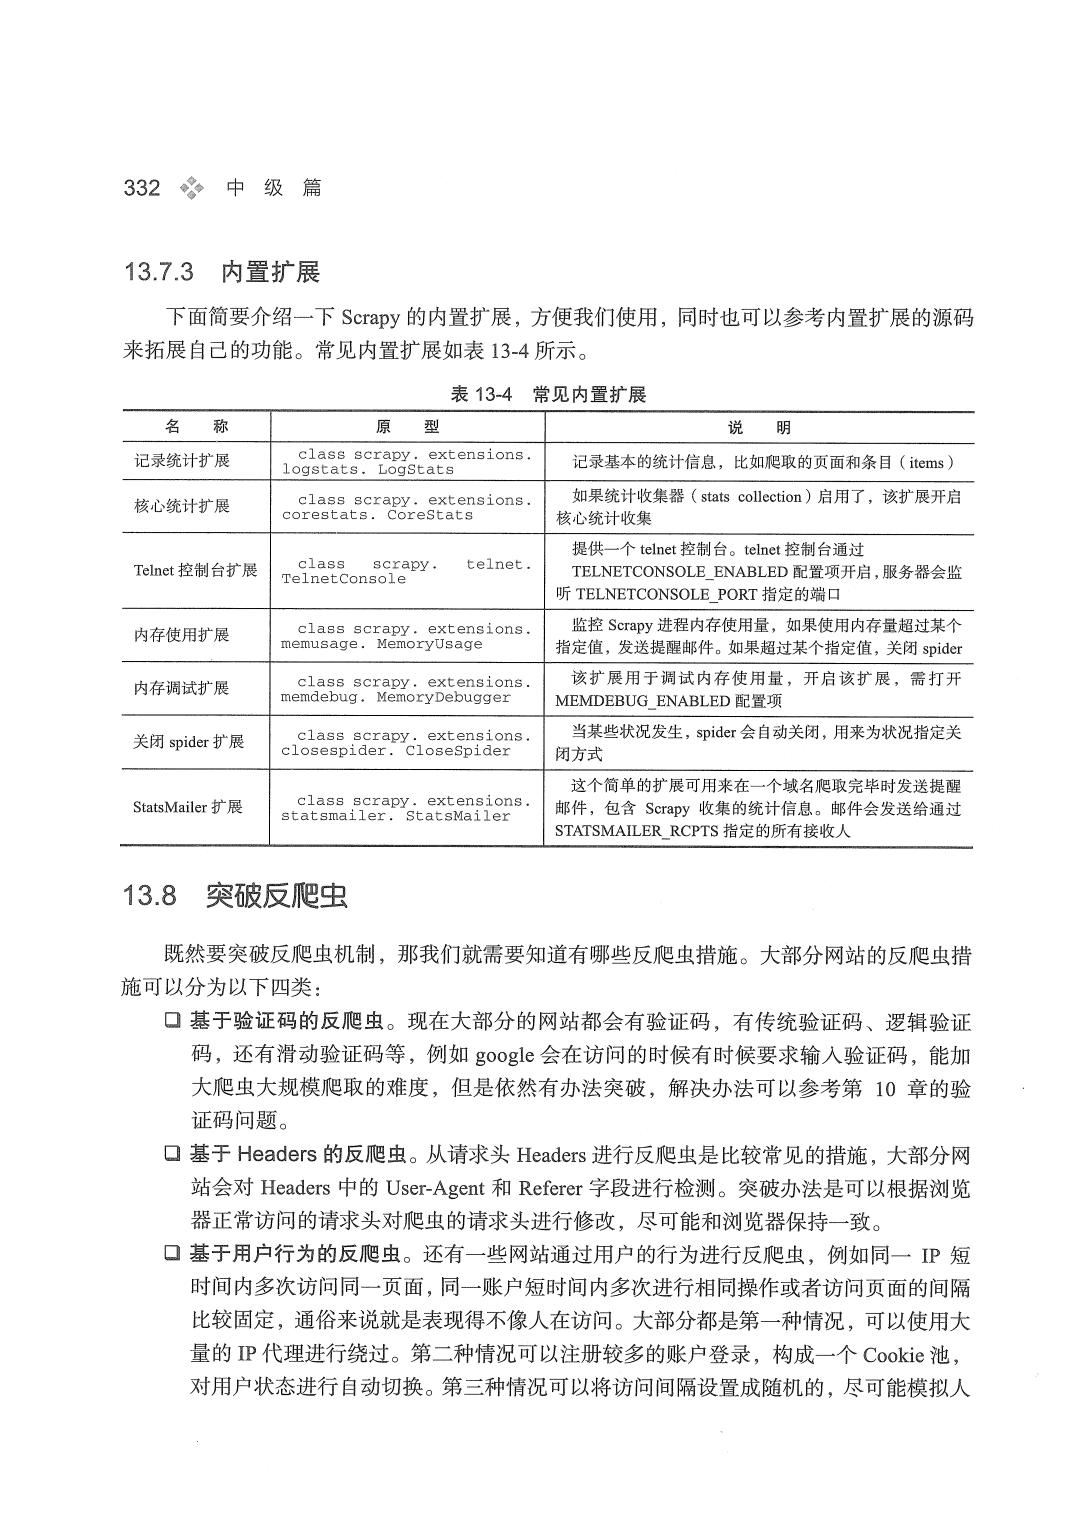 332 中 级 篇
13.7.3 内置扩展
下面简要介绍一下 Scrapy 的内置扩展，方便我们使用，同时也可以参考内置扩展的源码
来拓展自己的功能。常见内置扩展如表 13-4 所示。
表 13-4 常见内置扩展
名 称 原 型 说 明
记录统计扩展
class scrapy. extensions.
logstats. LogStats
记录基本的统计信息，比如爬取的页面和条目（items）
核心统计扩展
class scrapy. extensions.
corestats. CoreStats
如果统计收集器（stats collection）启用了，该扩展开启
核心统计收集
Telnet 控制台扩展
class scrapy. telnet.
TelnetConsole
提供一个 telnet 控制台。telnet 控制台通过
TELNETCONSOLE_ENABLED 配置项开启，服务器会监
听 TELNETCONSOLE_PORT 指定的端口
内存使用扩展
class scrapy. extensions.
memusage. MemoryUsage
监控 Scrapy 进程内存使用量，如果使用内存量超过某个
指定值，发送提醒邮件。如果超过某个指定值，关闭 spider
内存调试扩展
class scrapy. extensions.
memdebug. MemoryDebugger
该扩展用于调试内存使用量，开启该扩展，需打开
MEMDEBUG_ENABLED 配置项
关闭 spider 扩展
class scrapy. extensions.
closespider. CloseSpider
当某些状况发生，spider 会自动关闭，用来为状况指定关
闭方式
StatsMailer 扩展
class scrapy. extensions.
statsmailer. StatsMailer
这个简单的扩展可用来在一个域名爬取完毕时发送提醒
邮件，包含 Scrapy 收集的统计信息。邮件会发送给通过
STATSMAILER_RCPTS 指定的所有接收人
13.8 突破反爬虫
既然要突破反爬虫机制，那我们就需要知道有哪些反爬虫措施。大部分网站的反爬虫措
施可以分为以下四类：
❑ 基于验证码的反爬虫。现在大部分的网站都会有验证码，有传统验证码、逻辑验证
码，还有滑动验证码等，例如 google 会在访问的时候有时候要求输入验证码，能加
大爬虫大规模爬取的难度，但是依然有办法突破，解决办法可以参考第 10 章的验
证码问题。
❑ 基于 Headers 的反爬虫。从请求头 Headers 进行反爬虫是比较常见的措施，大部分网
站会对 Headers 中的 User-Agent 和 Referer 字段进行检测。突破办法是可以根据浏览
器正常访问的请求头对爬虫的请求头进行修改，尽可能和浏览器保持一致。
❑ 基于用户行为的反爬虫。还有一些网站通过用户的行为进行反爬虫，例如同一 IP 短
时间内多次访问同一页面，同一账户短时间内多次进行相同操作或者访问页面的间隔
比较固定，通俗来说就是表现得不像人在访问。大部分都是第一种情况，可以使用大
量的 IP 代理进行绕过。第二种情况可以注册较多的账户登录，构成一个 Cookie 池，
对用户状态进行自动切换。第三种情况可以将访问间隔设置成随机的，尽可能模拟人